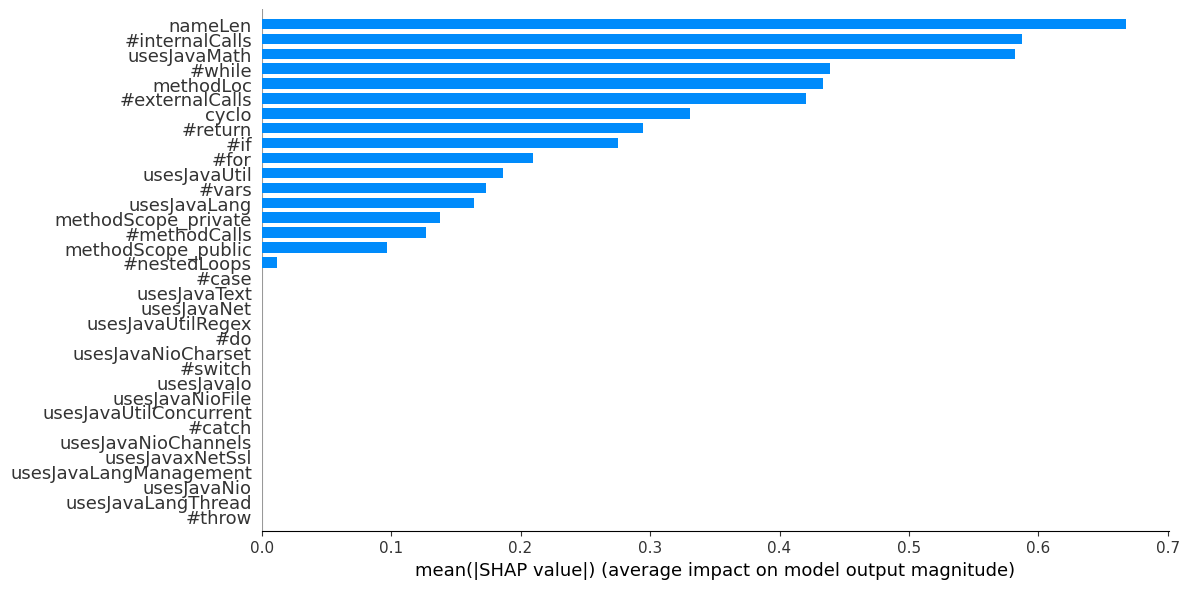 nameLen
#internalCalls
usesJavaMath
#while
methodLoc
#externalCalls
cyclo
#return
#if
#for
usesJavaUtil
#vars
usesJavaLang
methodScope_private
#methodCalls
methodScope_public
#nestedLoops
#case
usesJavaText
usesJavaNet
usesJavaUtilRegex
#do
usesJavaNioCharset
#switch
usesJavaIo
usesJavaNioFile
usesJavaUtilConcurrent
#catch
usesJavaNioChannels
usesJavaxNetSsl
usesJavaLangManagement
usesJavaNio
usesJavaLangThread
#throw
0.0 0.1 0.2 0.3 0.4 0.5 0.6 0.7
mean(|SHAP value|) (average impact on model output magnitude)